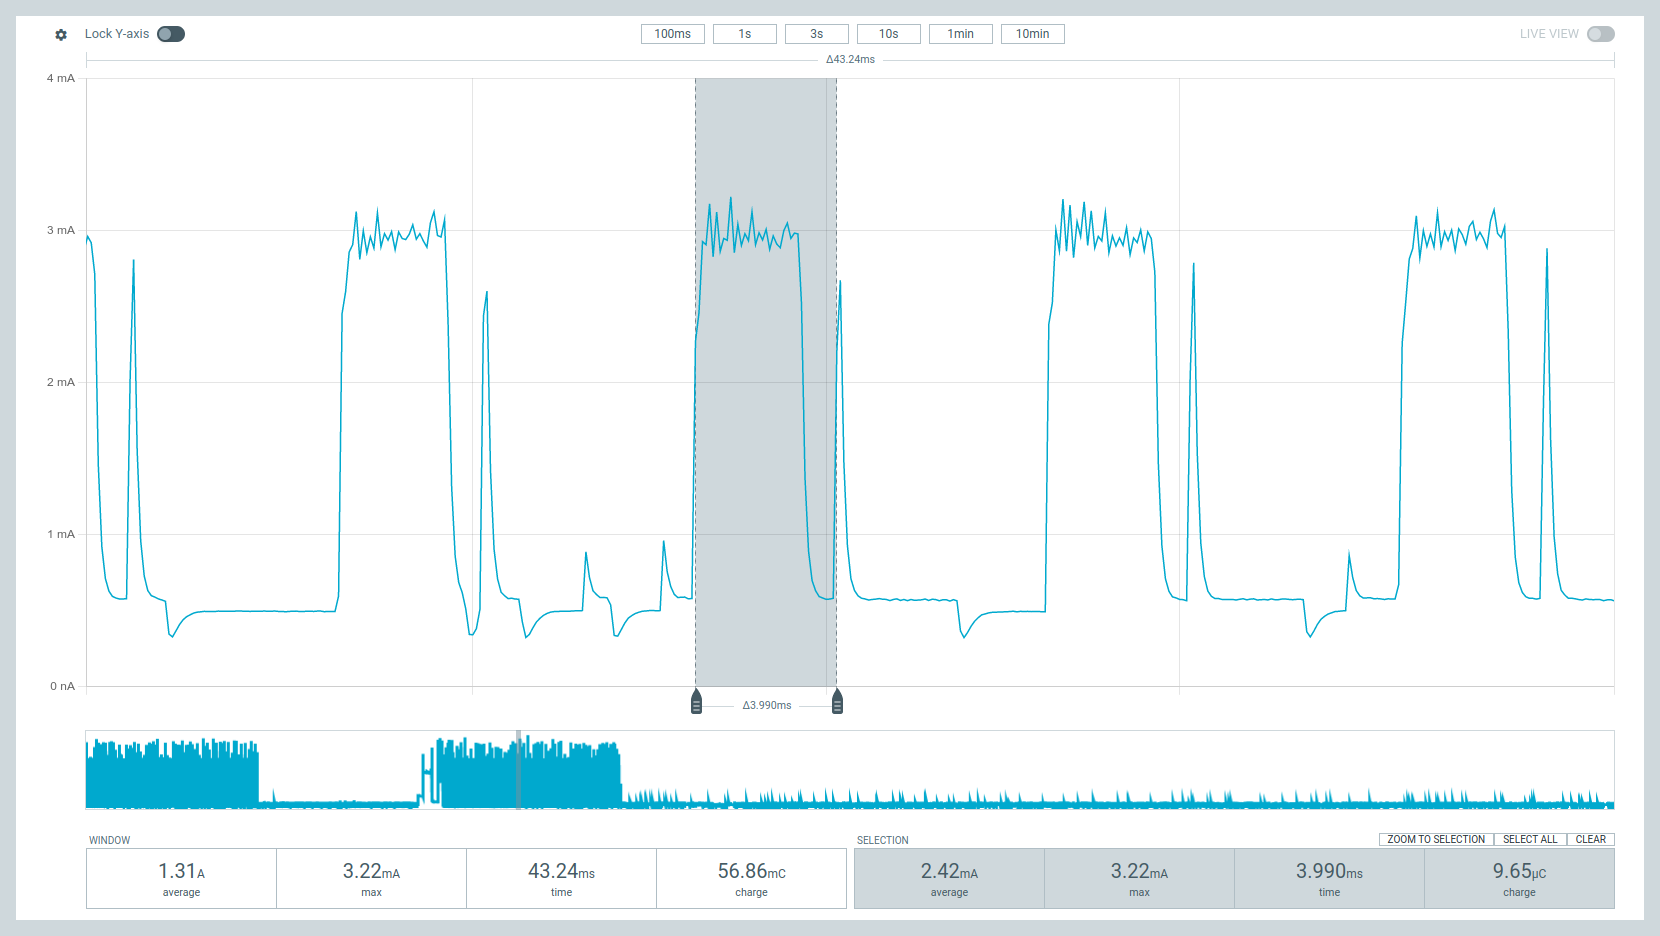 Lock Y-axis 100ms 1s 3s 10s 1min 10min LIVE VIEW
Δ43.24ms
4 mA
3 mA
2 mA
1 mA
0 nA
Δ3.990ms
WINDOW SELECTION ZOOM TO SELECTION SELECT ALL CLEAR
1.31A 3.22mA 43.24ms 56.86mC 2.42mA 3.22mA 3.990ms 9.65µC
average max time charge average max time charge